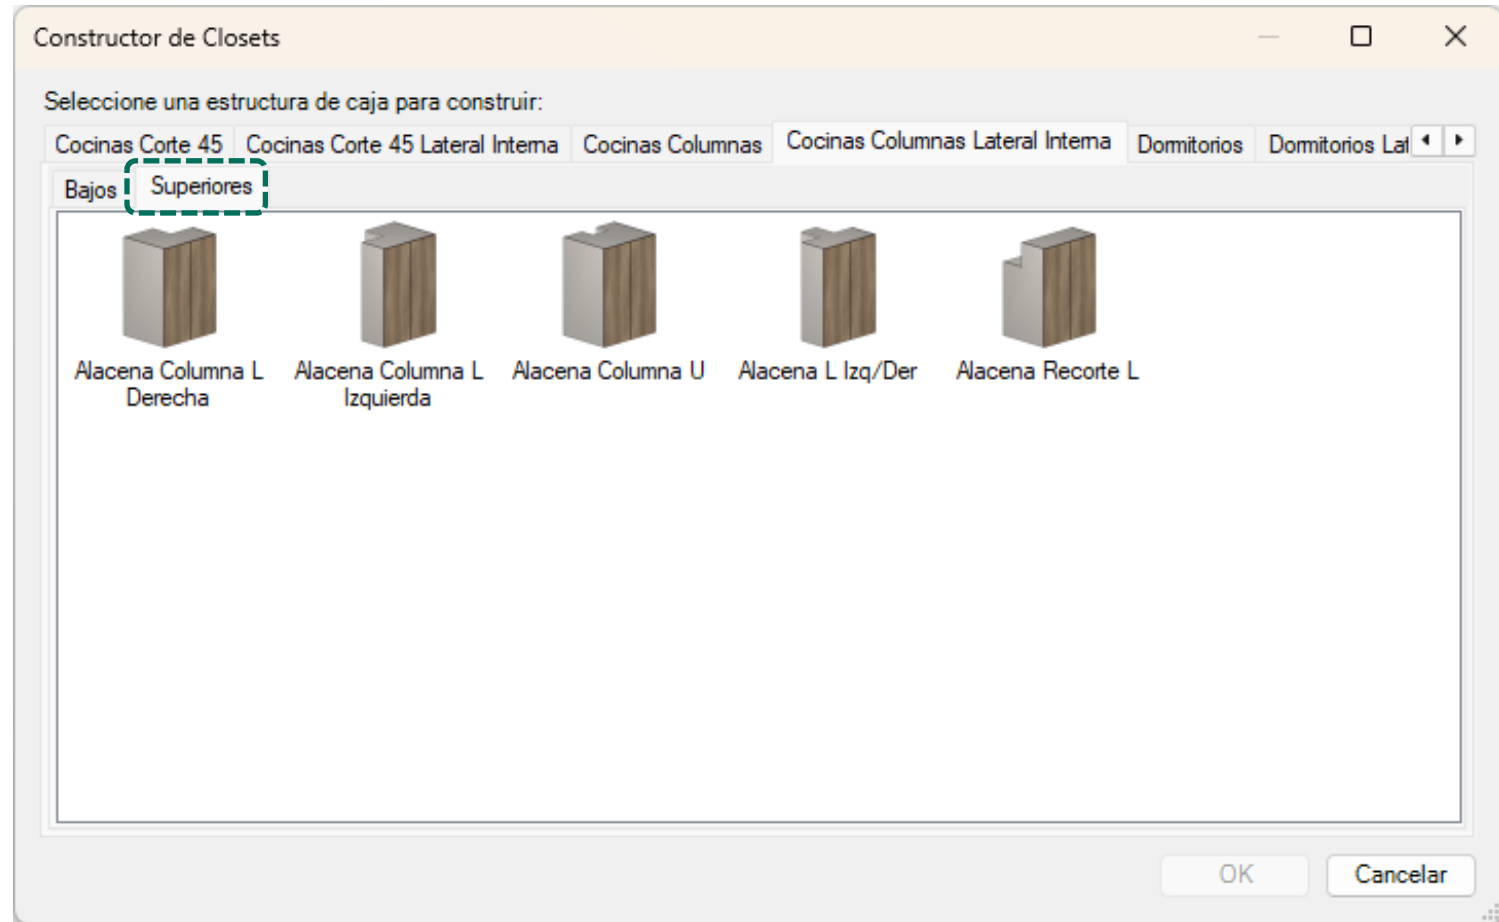 Constructor de Closets
Seleccione una estructura de caja para construir:
Cocinas Corte 45 Cocinas Corte 45 Lateral Interna Cocinas Columnas Cocinas Columnas Lateral Interna Dormitorios Dormitorios Lat
Bajos Superiores
Alacena Columna L Derecha
Alacena Columna L Izquierda
Alacena Columna U
Alacena L Izq/Der
Alacena Recorte L
OK Cancelar